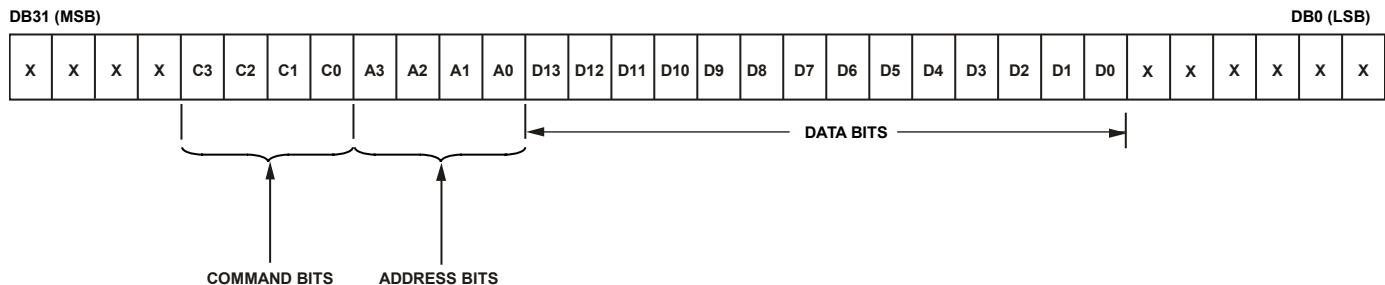 DB31 (MSB) DB0 (LSB)
X X X X C3 C2 C1 C0 A3 A2 A1 A0 D13 D12 D11 D10 D9 D8 D7 D6 D5 D4 D3 D2 D1 D0 X X X X X X
DATA BITS
COMMAND BITS ADDRESS BITS